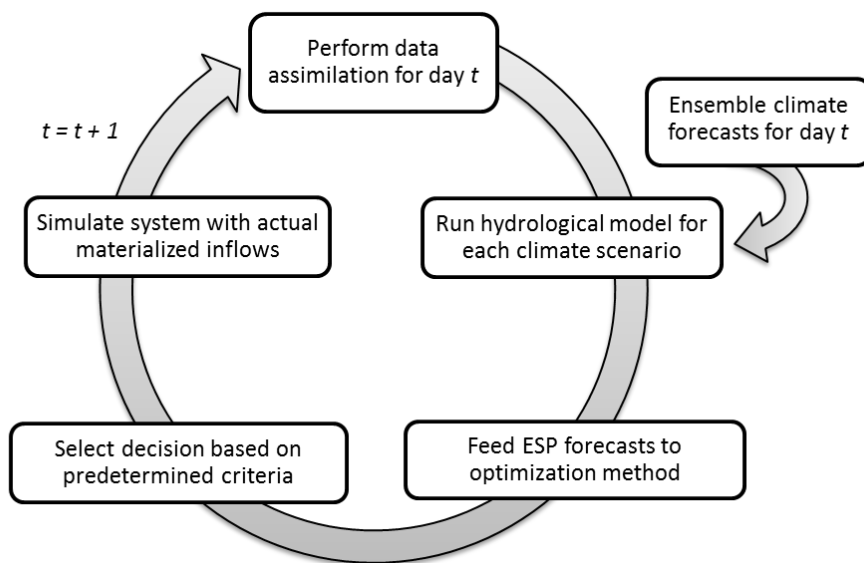 Perform data
assimilation for day t
Ensemble climate
forecasts for day t
t = t + 1
Simulate system with actual
materialized inflows
Run hydrological model for
each climate scenario
Select decision based on
predetermined criteria
Feed ESP forecasts to
optimization method